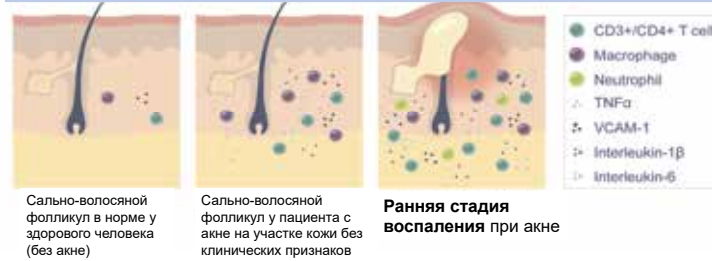 CD3+/CD4+ T cell
Macrophage
Neutrophil
TNFα
VCAM-1
Interleukin-1β
Interleukin-6
Сально-волосяной
фолликул в норме у
здорового человека
(без акне)
Сально-волосяной
фолликул у пациента с
акне на участке кожи без
клинических признаков
Ранняя стадия
воспаления при акне